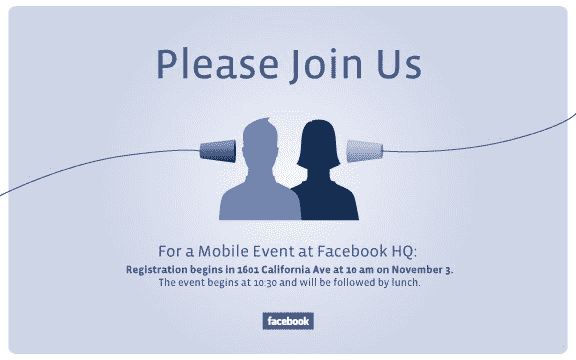 Please Join Us
For a Mobile Event at Facebook HQ:
Registration begins in 1601 California Ave at 10 am on November 3.
The event begins at 10:30 and will be followed by lunch.
facebook